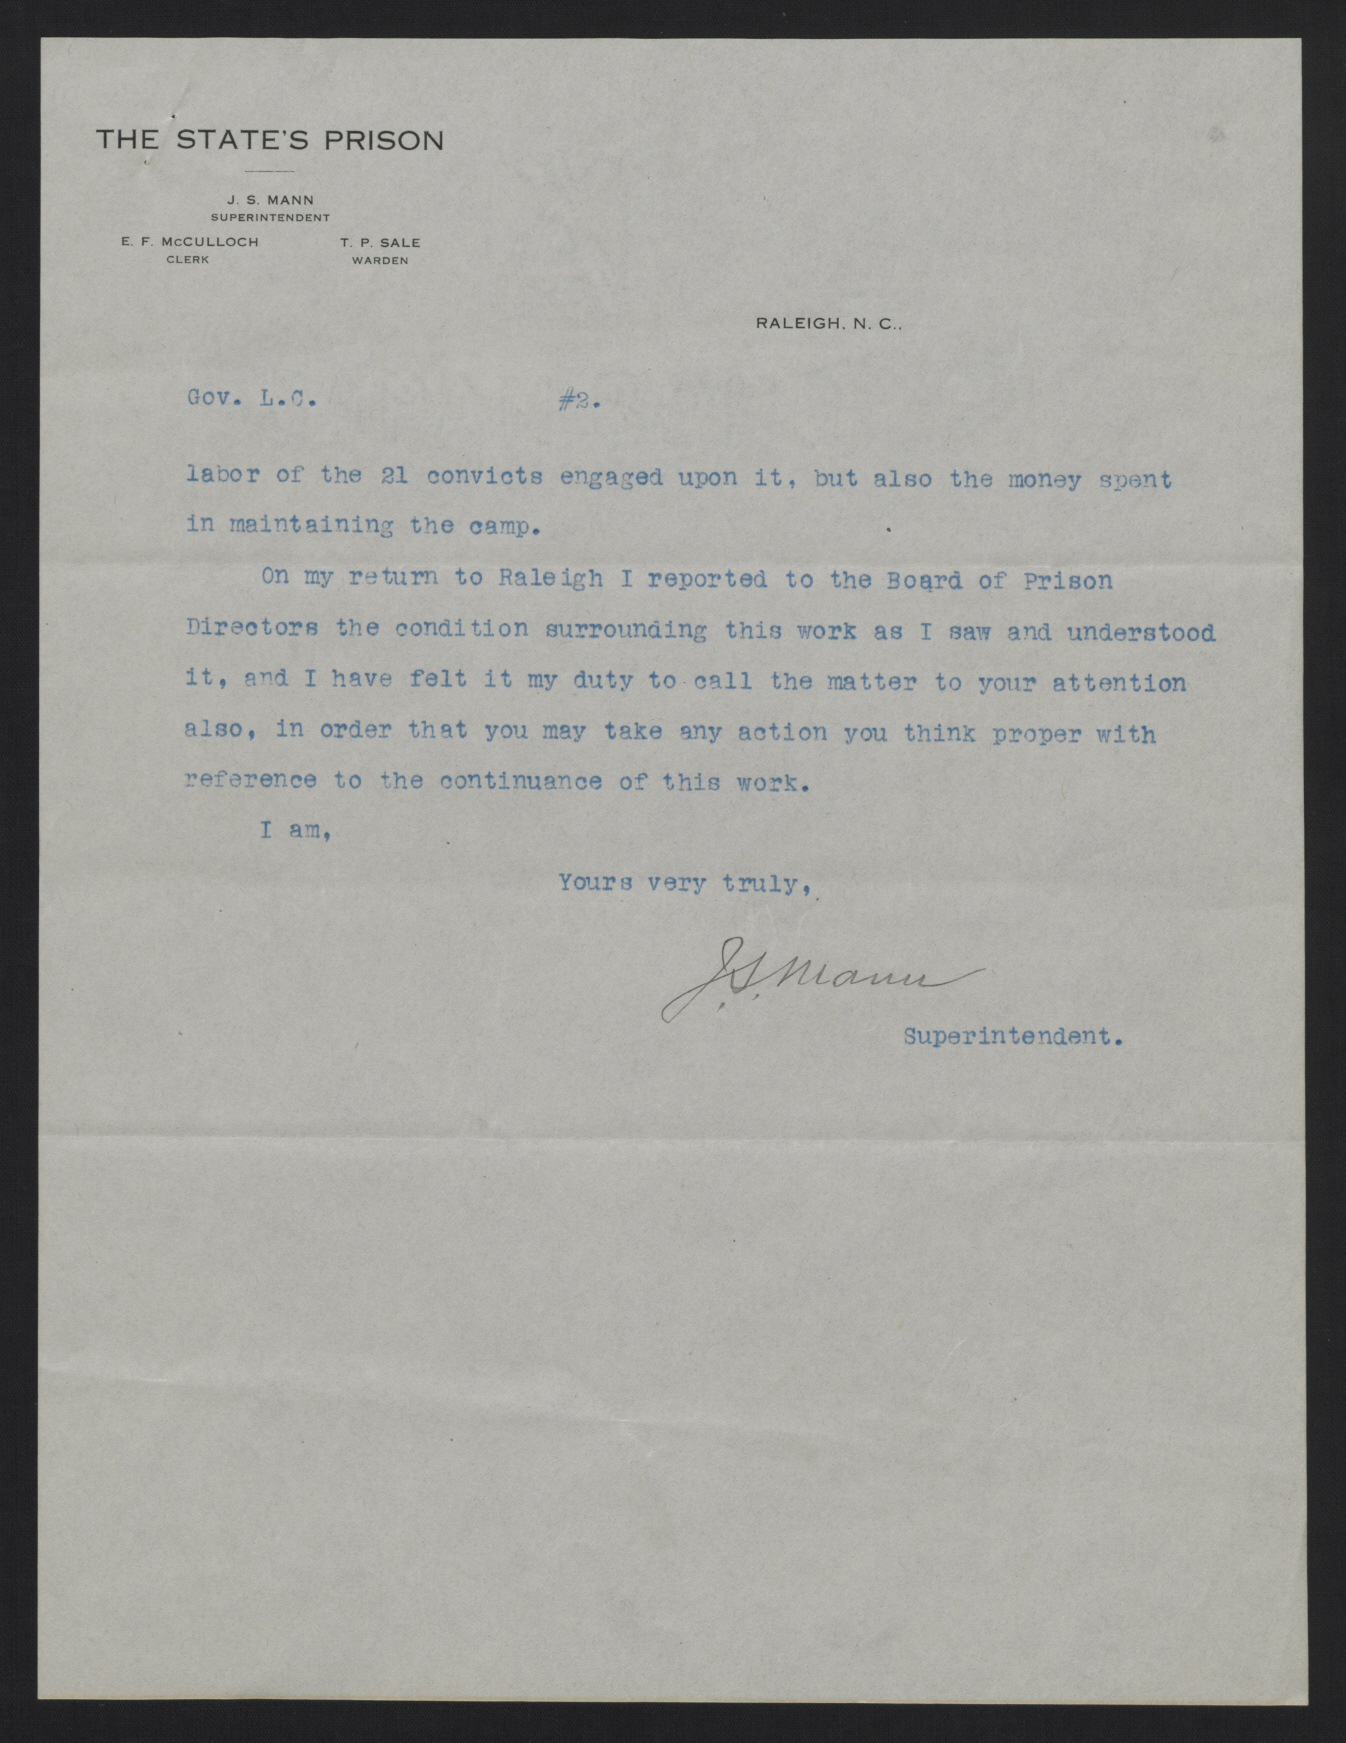 THE STATE'S PRISON
J. S. MANN
SUPERINTENDENT
E. F. McCULLOCH T. P. SALE
CLERK WARDEN
RALEIGH, N. C.,
Gov. L.C. #2.
labor of the 21 convicts engaged upon it, but also the money spent
in maintaining the camp.
On my return to Raleigh I reported to the Board of Prison
Directors the condition surrounding this work as I saw and understood
it, and I have felt it my duty to call the matter to your attention
also, in order that you may take any action you think proper with
reference to the continuance of this work.
I am,
Yours very truly,
J. S. Mann
Superintendent.